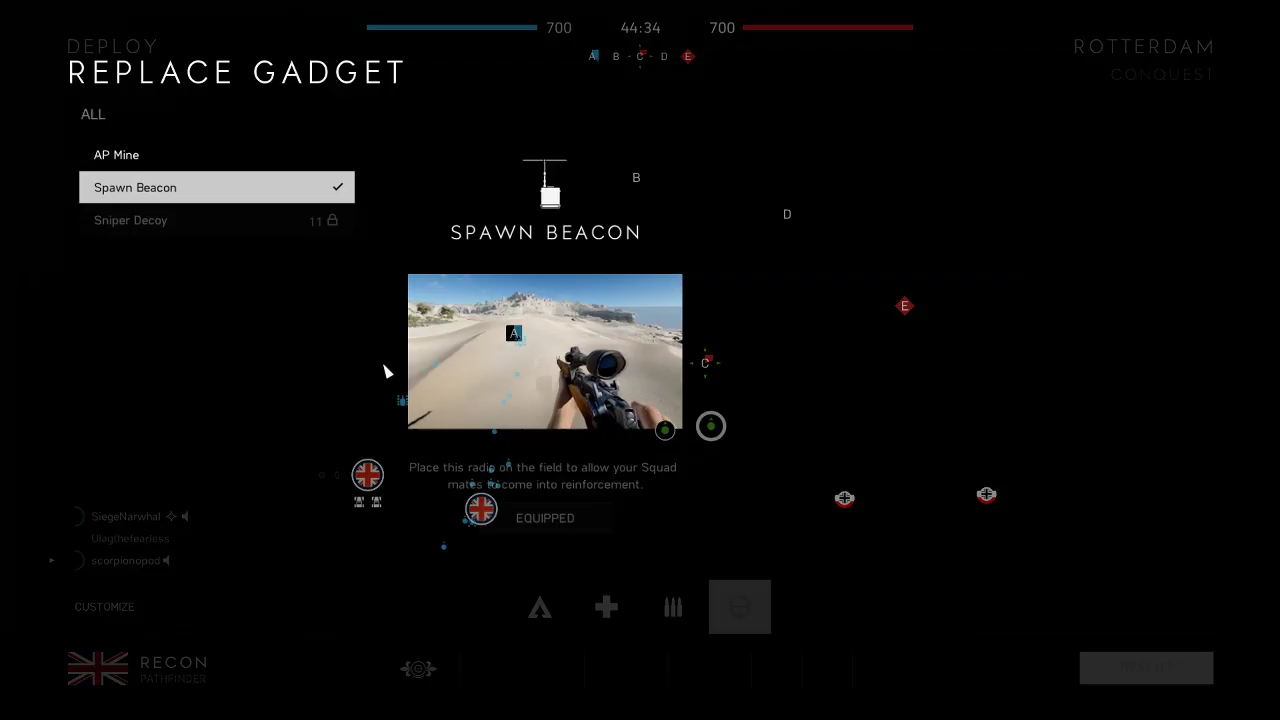 DEPLOY
REPLACE GADGET
700 44:34 700
A B C D E
ROTTERDAM
CONQUEST
ALL
AP Mine
Spawn Beacon
Sniper Decoy 11
B
D
SPAWN BEACON
E
A
C
Place this radio on the field to allow your Squad
mates to come into reinforcement.
EQUIPPED
SiegeNarwhal
Ulagthefearless
scorpionopod
CUSTOMIZE
RECON
PATHFINDER